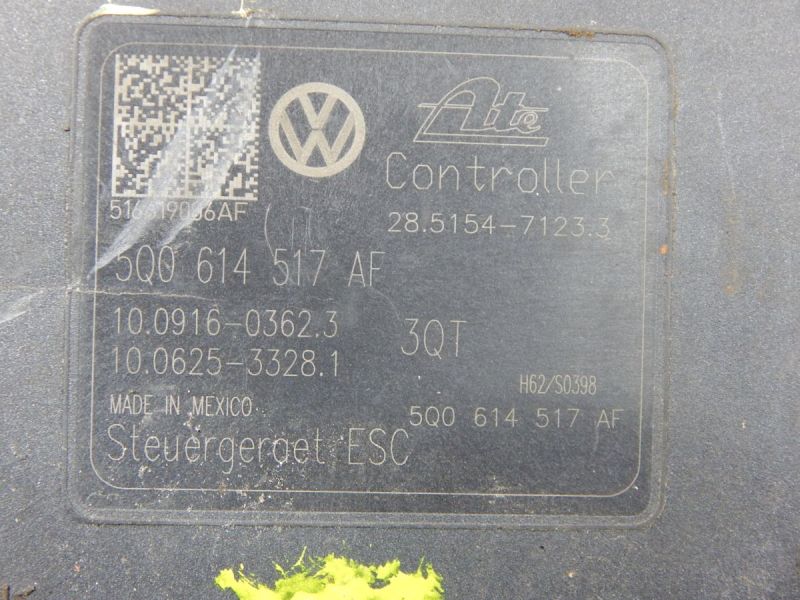 VW
Ate
Controller
28.5154-7123.3
5Q0 614 517 AF
10.0916-0362.3
10.0625-3328.1
3QT
H62/S0398
MADE IN MEXICO
5Q0 614 517 AF
Steuergeraet ESC